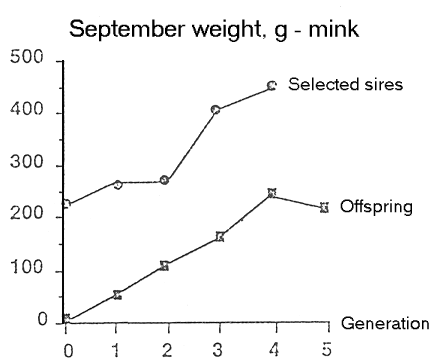 September weight, g - mink
500
Selected sires
400
300
200
Offspring
100
0
Generation
0 1 2 3 4 5